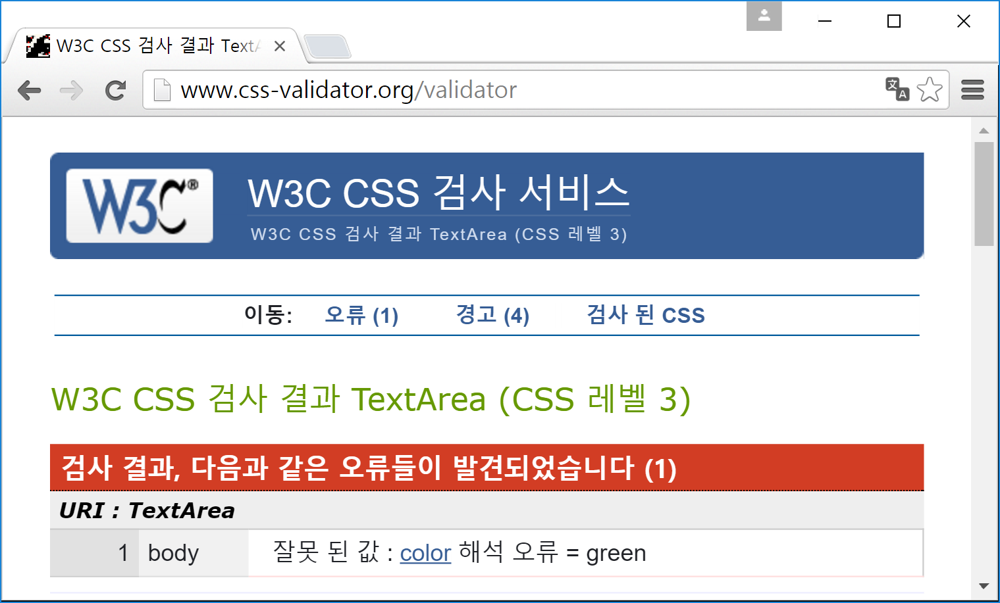 W3C CSS 검사 결과 Text
www.css-validator.org/validator
W3C®
W3C CSS 검사 서비스
W3C CSS 검사 결과 TextArea (CSS 레벨 3)
이동: 오류 (1) 경고 (4) 검사 된 CSS
W3C CSS 검사 결과 TextArea (CSS 레벨 3)
검사 결과, 다음과 같은 오류들이 발견되었습니다 (1)
URI : TextArea
1 body 잘못 된 값 : color 해석 오류 = green